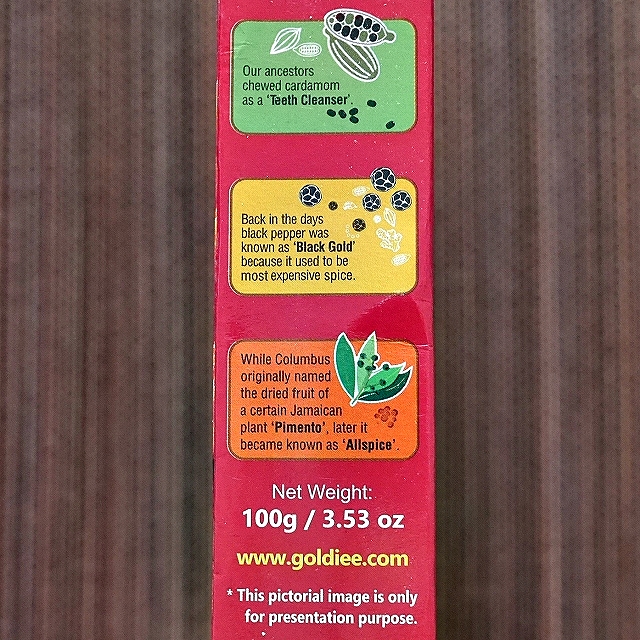 Our ancestors
chewed cardamom
as a ‘Teeth Cleanser’.
Back in the days
black pepper was
known as ‘Black Gold’
because it used to be
most expensive spice.
While Columbus
originally named
the dried fruit of
a certain Jamaican
plant ‘Pimento’, later it
became known as ‘Allspice’.
Net Weight:
100g / 3.53 oz
www.goldiee.com
* This pictorial image is only
for presentation purpose.